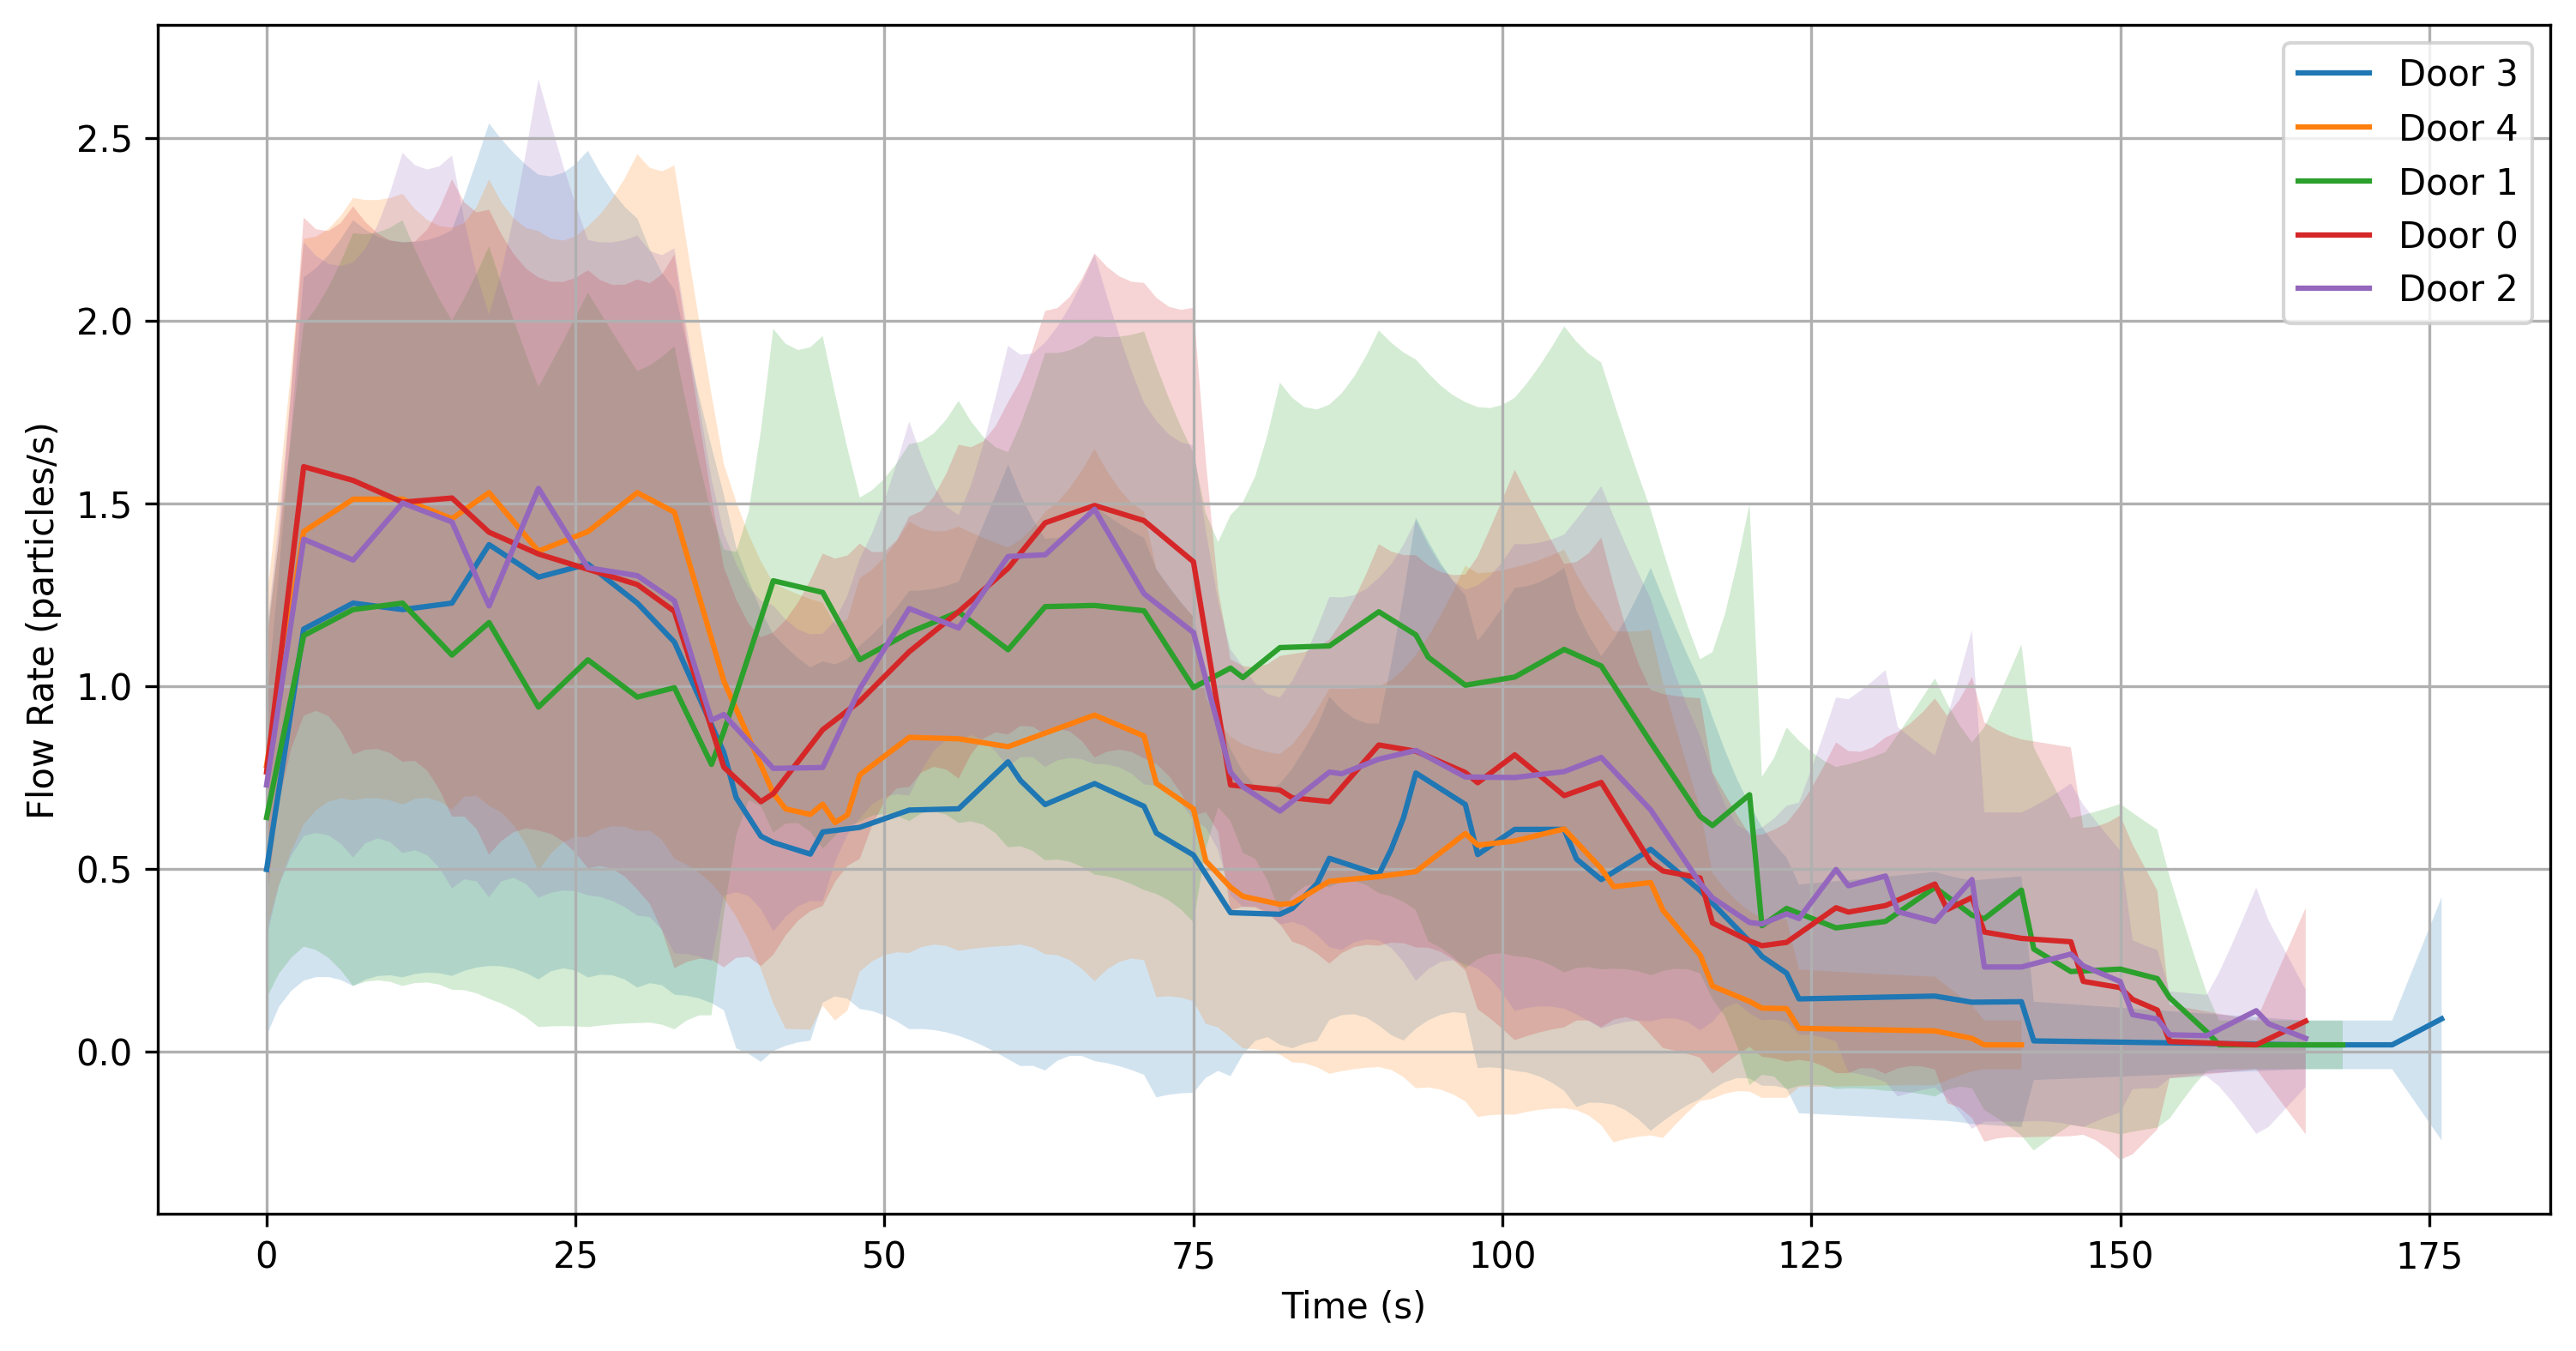 2.5
2.0
1.5
1.0
0.5
0.0
Flow Rate (particles/s)
Door 3
Door 4
Door 1
Door 0
Door 2
0 25 50 75 100 125 150 175
Time (s)